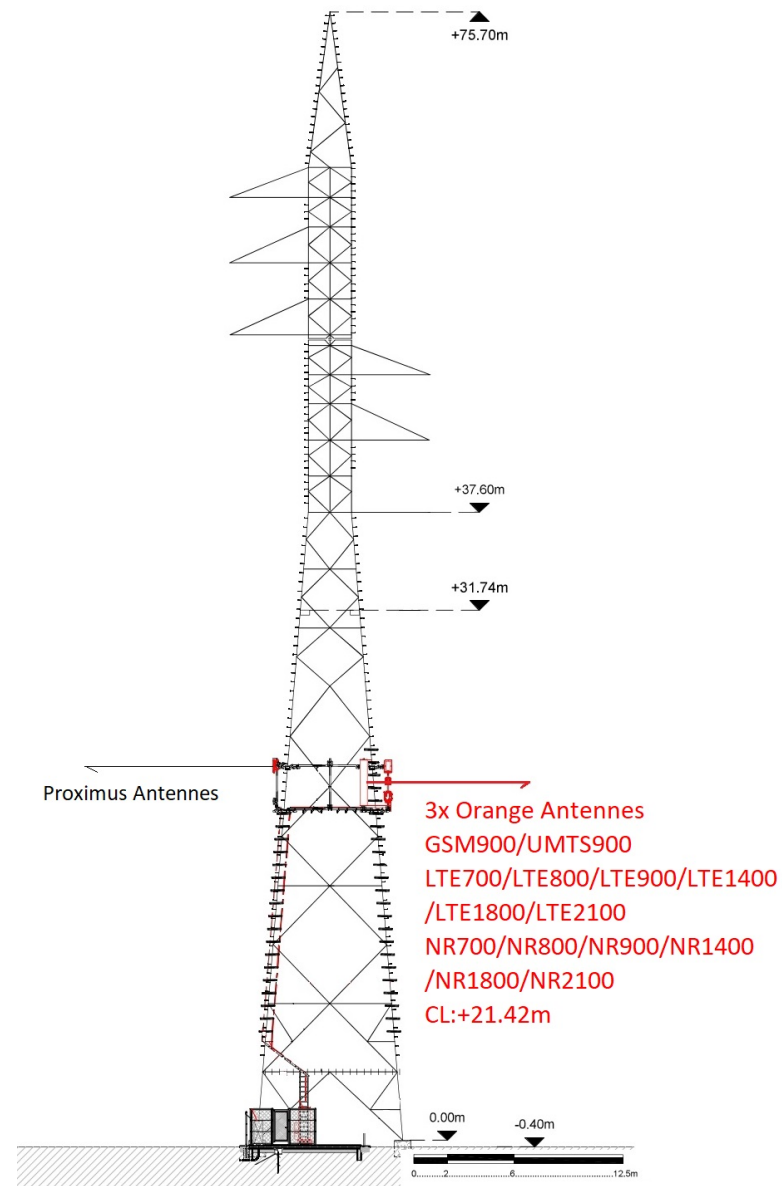 +75.70m
+37.60m
+31.74m
Proximus Antennes
3x Orange Antennes
GSM900/UMTS900
LTE700/LTE800/LTE900/LTE1400
/LTE1800/LTE2100
NR700/NR800/NR900/NR1400
/NR1800/NR2100
CL:+21.42m
0.00m
-0.40m
0 2 6 12.5m